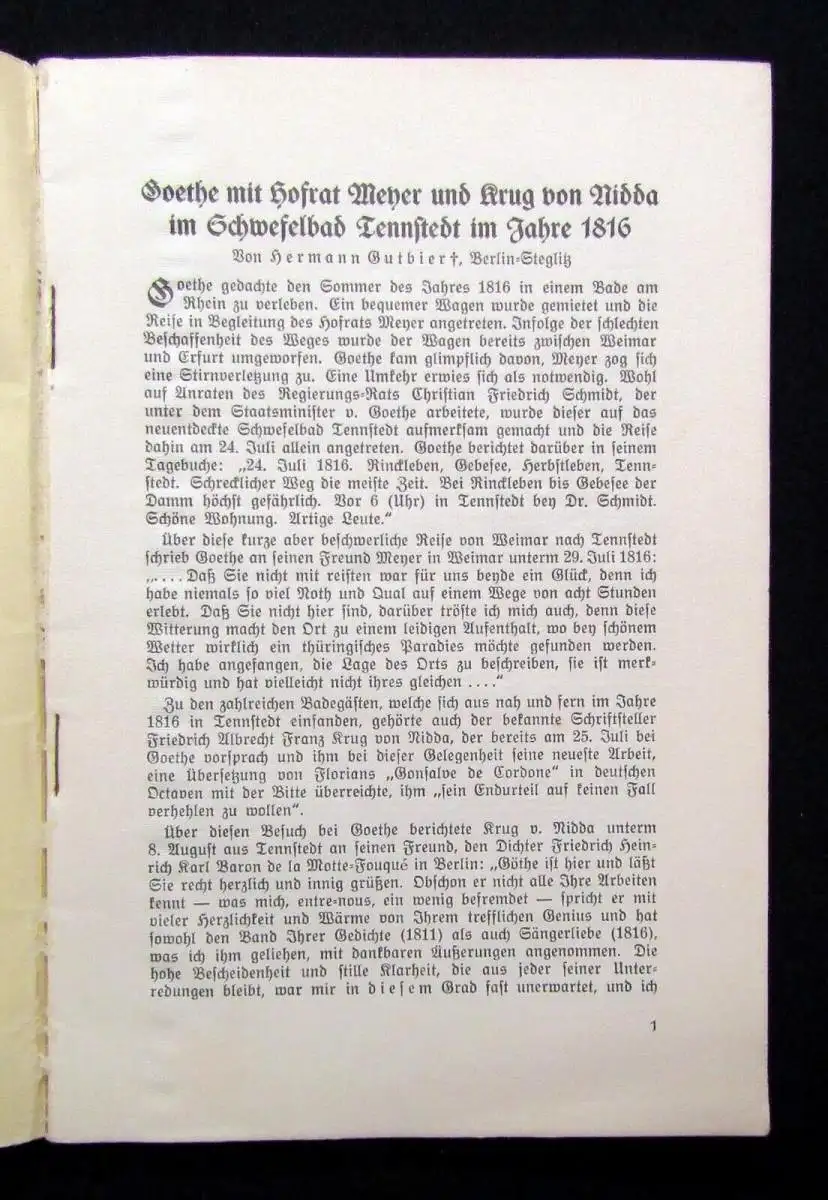 Goethe mit Hofrat Meyer und Krug von Nidda
im Schwefelbad Tennstedt im Jahre 1816
Von Hermann Gutbier†, Berlin-Steglitz
Goethe gedachte den Sommer des Jahres 1816 in einem Bade am
Rhein zu verleben. Ein bequemer Wagen wurde gemietet und die
Reise in Begleitung des Hofrats Meyer angetreten. Infolge der schlechten
Beschaffenheit des Weges wurde der Wagen bereits zwischen Weimar
und Erfurt umgeworfen. Goethe kam glimpflich davon, Meyer zog sich
eine Stirnverletzung zu. Eine Umkehr erwies sich als notwendig. Wohl
auf Anraten des Regierungs-Rats Christian Friedrich Schmidt, der
unter dem Staatsminister v. Goethe arbeitete, wurde dieser auf das
neuentdeckte Schwefelbad Tennstedt aufmerksam gemacht und die Reise
dahin am 24. Juli allein angetreten. Goethe berichtet darüber in seinem
Tagebuche: „24. Juli 1816. Rinckleben, Gebesee, Herbstleben, Tenn-
stedt. Schrecklicher Weg die meiste Zeit. Bei Rinckleben bis Gebesee der
Damm höchst gefährlich. Vor 6 (Uhr) in Tennstedt bey Dr. Schmidt.
Schöne Wohnung. Artige Leute.“
Über diese kurze aber beschwerliche Reise von Weimar nach Tennstedt
schrieb Goethe an seinen Freund Meyer in Weimar unterm 29. Juli 1816:
„.... Daß Sie nicht mit reisten war für uns beyde ein Glück, denn ich
habe niemals so viel Noth und Qual auf einem Wege von acht Stunden
erlebt. Daß Sie nicht hier sind, darüber tröste ich mich auch, denn diese
Witterung macht den Ort zu einem leidigen Aufenthalt, wo bey schönem
Wetter wirklich ein thüringisches Paradies möchte gefunden werden.
Ich habe angefangen, die Lage des Orts zu beschreiben, sie ist merk-
würdig und hat vielleicht nicht ihres gleichen ....“
Zu den zahlreichen Badegästen, welche sich aus nah und fern im Jahre
1816 in Tennstedt einfanden, gehörte auch der bekannte Schriftsteller
Friedrich Albrecht Franz Krug von Nidda, der bereits am 25. Juli bei
Goethe vorsprach und ihm bei dieser Gelegenheit seine neueste Arbeit,
eine Übersetzung von Florians „Gonsalve de Cordone“ in deutschen
Octaven mit der Bitte überreichte, ihm „sein Endurteil auf keinen Fall
verhehlen zu wollen“.
Über diesen Besuch bei Goethe berichtete Krug v. Nidda unterm
8. August aus Tennstedt an seinen Freund, den Dichter Friedrich Hein-
rich Karl Baron de la Motte-Fouqué in Berlin: „Göthe ist hier und läßt
Sie recht herzlich und innig grüßen. Obschon er nicht alle Ihre Arbeiten
kennt — was mich, entre-nous, ein wenig befremdet — spricht er mit
vieler Herzlichkeit und Wärme von Ihrem trefflichen Genius und hat
sowohl den Band Ihrer Gedichte (1811) als auch Sängerliebe (1816),
was ich ihm geliehen, mit dankbaren Äußerungen angenommen. Die
hohe Bescheidenheit und stille Klarheit, die aus jeder seiner Unter-
redungen bleibt, war mir in diesem Grad fast unerwartet, und ich
1